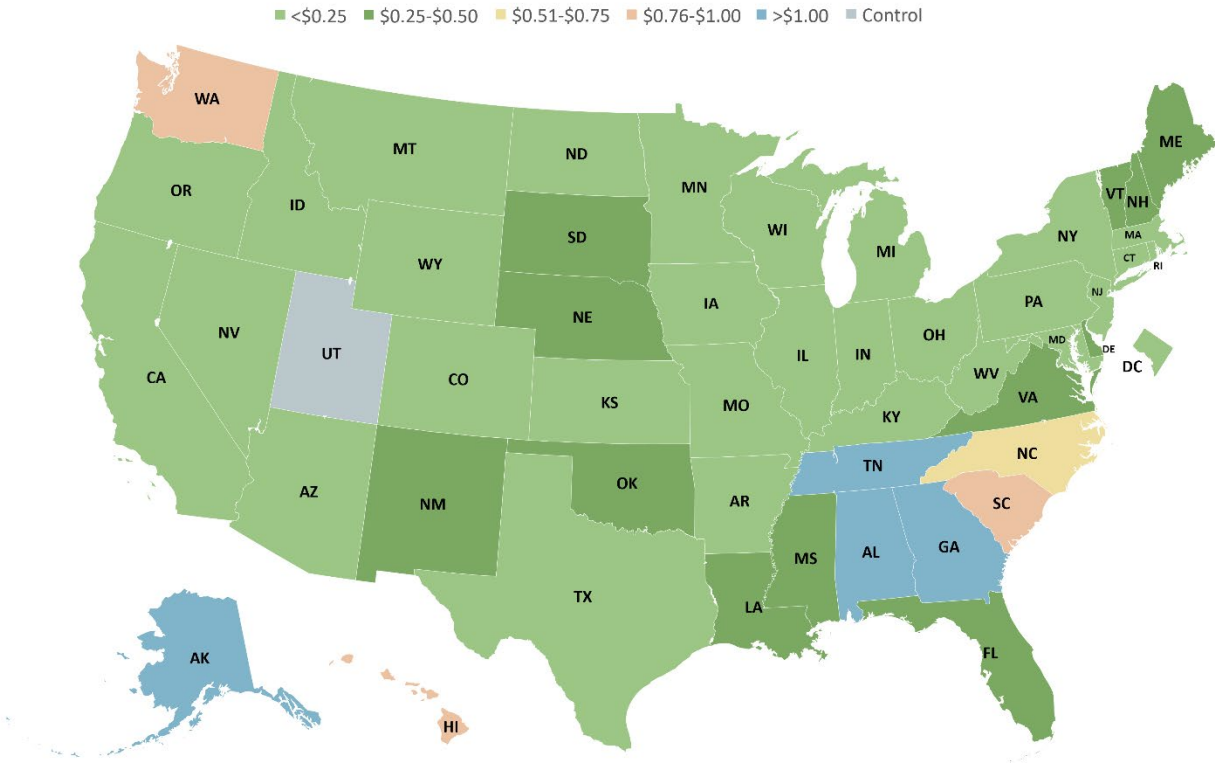 <$0.25 $0.25-$0.50 $0.51-$0.75 $0.76-$1.00 >$1.00 Control
WA
MT
ND
MN
ME
VT
NH
OR
ID
SD
WI
MI
NY
MA
CT
RI
WY
IA
PA
NJ
NE
NV
UT
CO
IL
IN
OH
MD
DE
DC
WV
VA
CA
KS
MO
KY
TN
NC
AZ
NM
OK
AR
SC
MS
AL
GA
TX
LA
FL
AK
HI